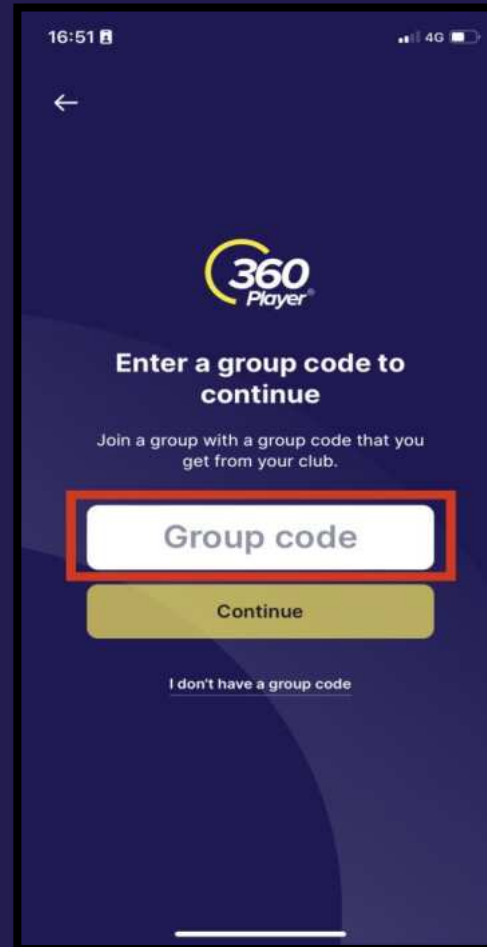 16:51
4G
360
Player®
Enter a group code to
continue
Join a group with a group code that you
get from your club.
Group code
Continue
I don't have a group code